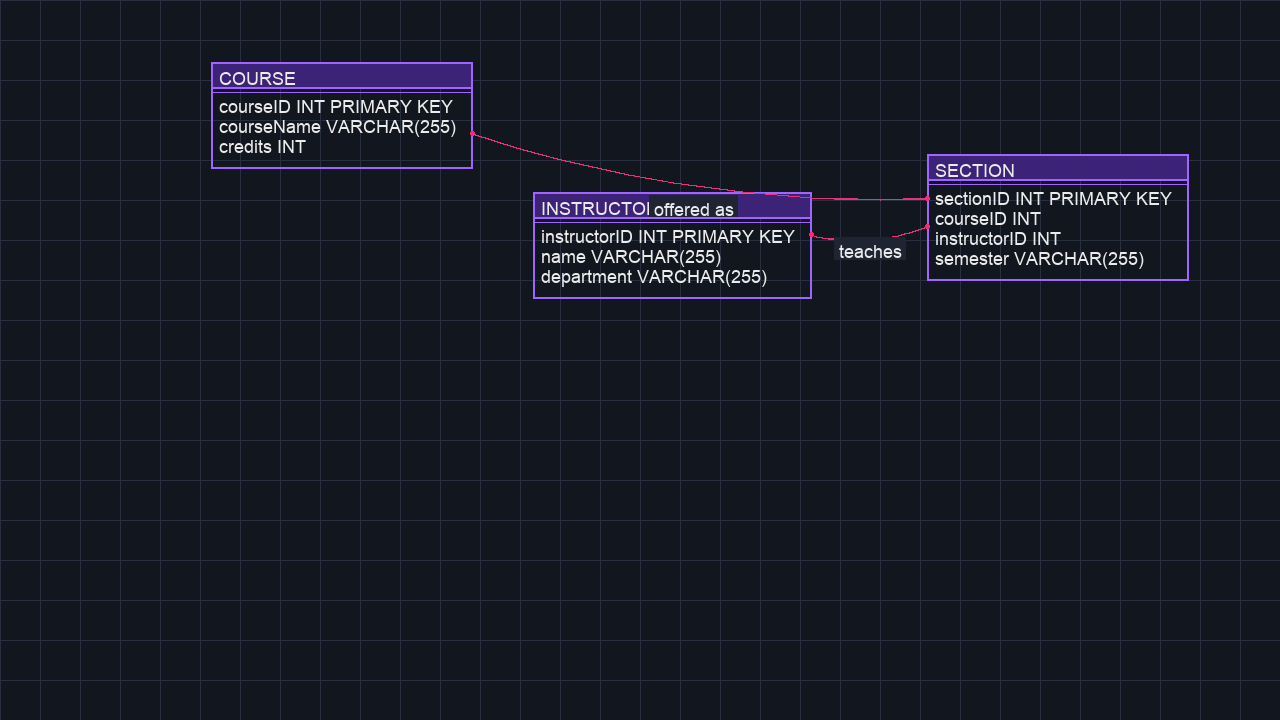 COURSE
courseID INT PRIMARY KEY
courseName VARCHAR(255)
credits INT
INSTRUCTO
offered as
instructorID INT PRIMARY KEY
name VARCHAR(255)
department VARCHAR(255)
teaches
SECTION
sectionID INT PRIMARY KEY
courseID INT
instructorID INT
semester VARCHAR(255)